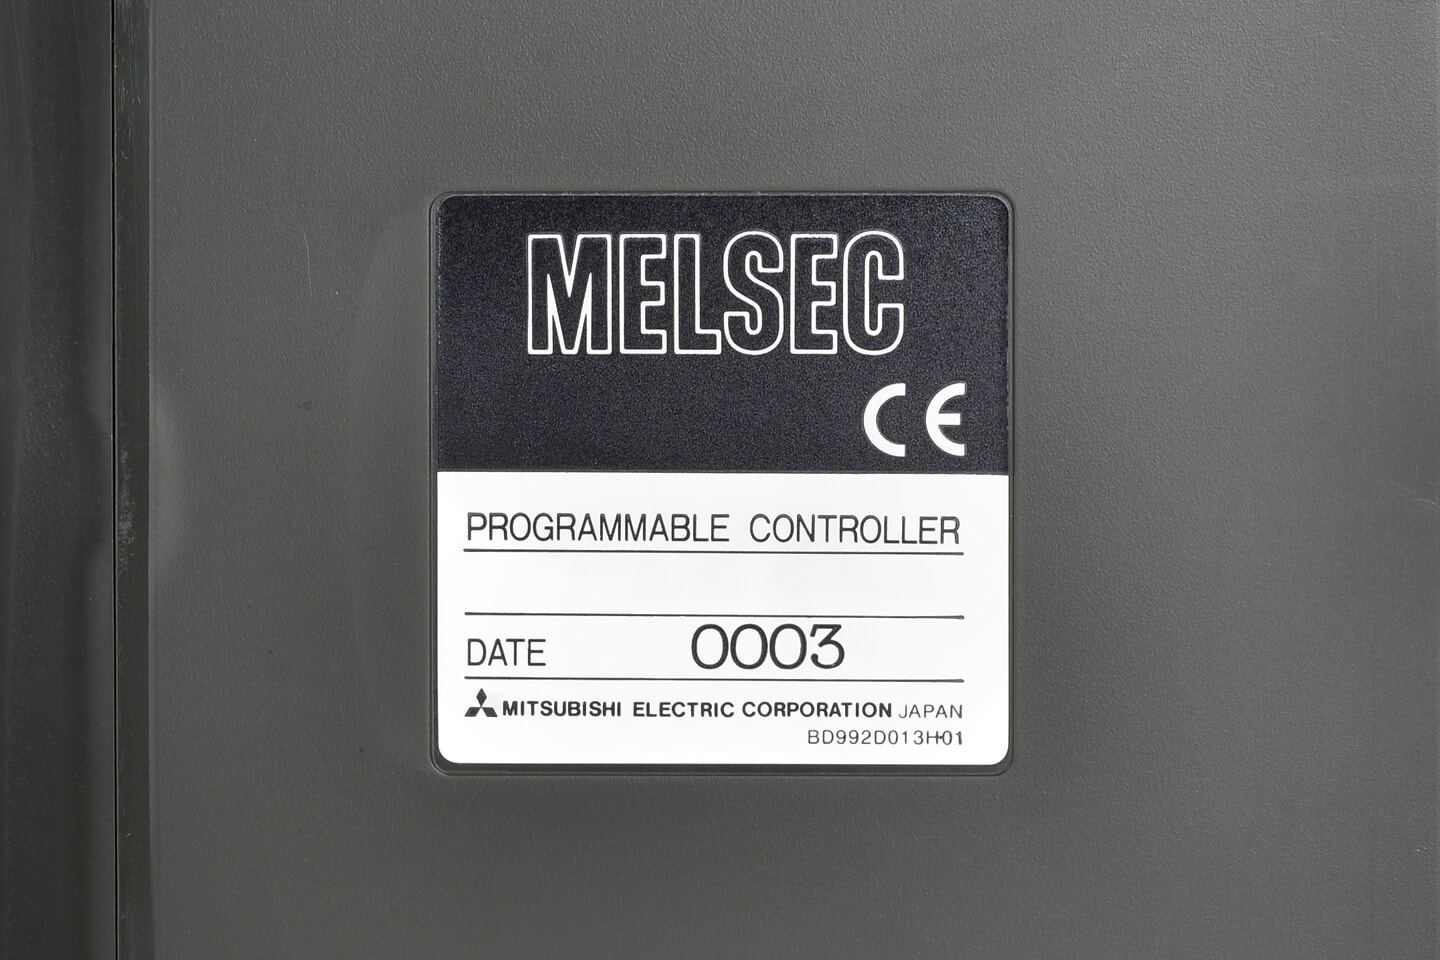 MELSEC
CE
PROGRAMMABLE CONTROLLER
DATE 0003
MITSUBISHI ELECTRIC CORPORATION JAPAN
BD992D013H01